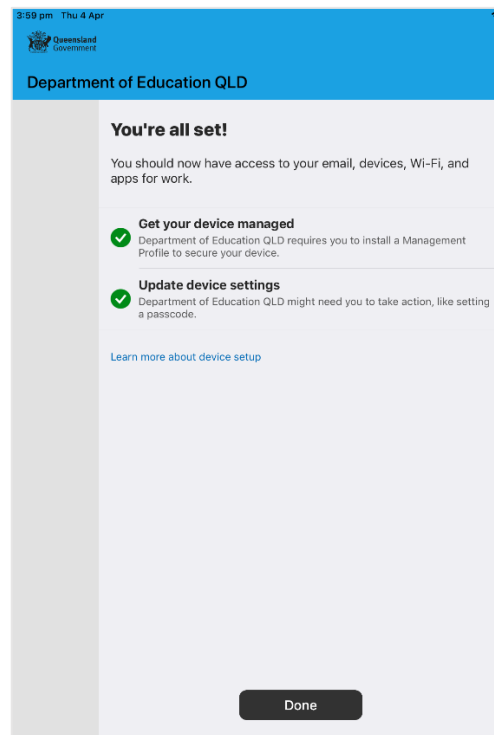 3:59 pm Thu 4 Apr
Queensland
Government
Department of Education QLD
You're all set!
You should now have access to your email, devices, Wi-Fi, and
apps for work.
Get your device managed
Department of Education QLD requires you to install a Management
Profile to secure your device.
Update device settings
Department of Education QLD might need you to take action, like setting
a passcode.
Learn more about device setup
Done